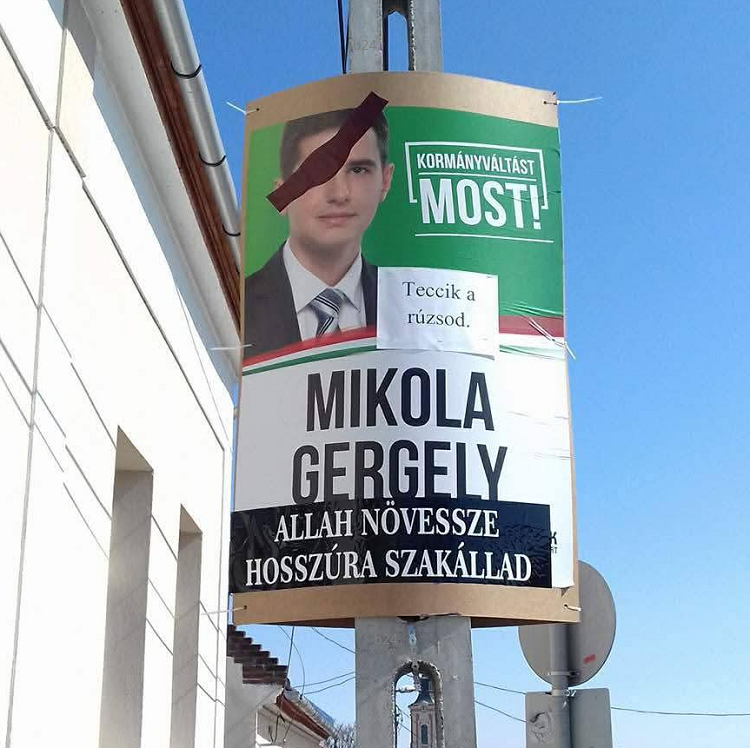 KORMÁNYVÁLTÁST
MOST!
Teccik a
rúzsod.
MIKOLA
GERGELY
ALLAH NÖVESSZE
HOSSZÚRA SZAKÁLLAD